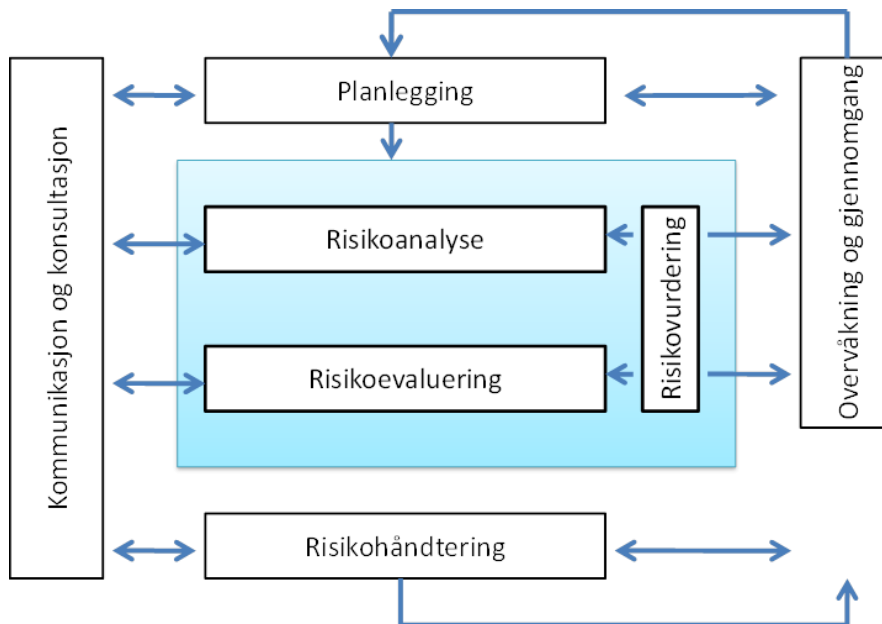 Kommunikasjon og konsultasjon
Planlegging
Risikoanalyse
Risikoevaluering
Risikovurdering
Risikohåndtering
Overvåkning og gjennomgang